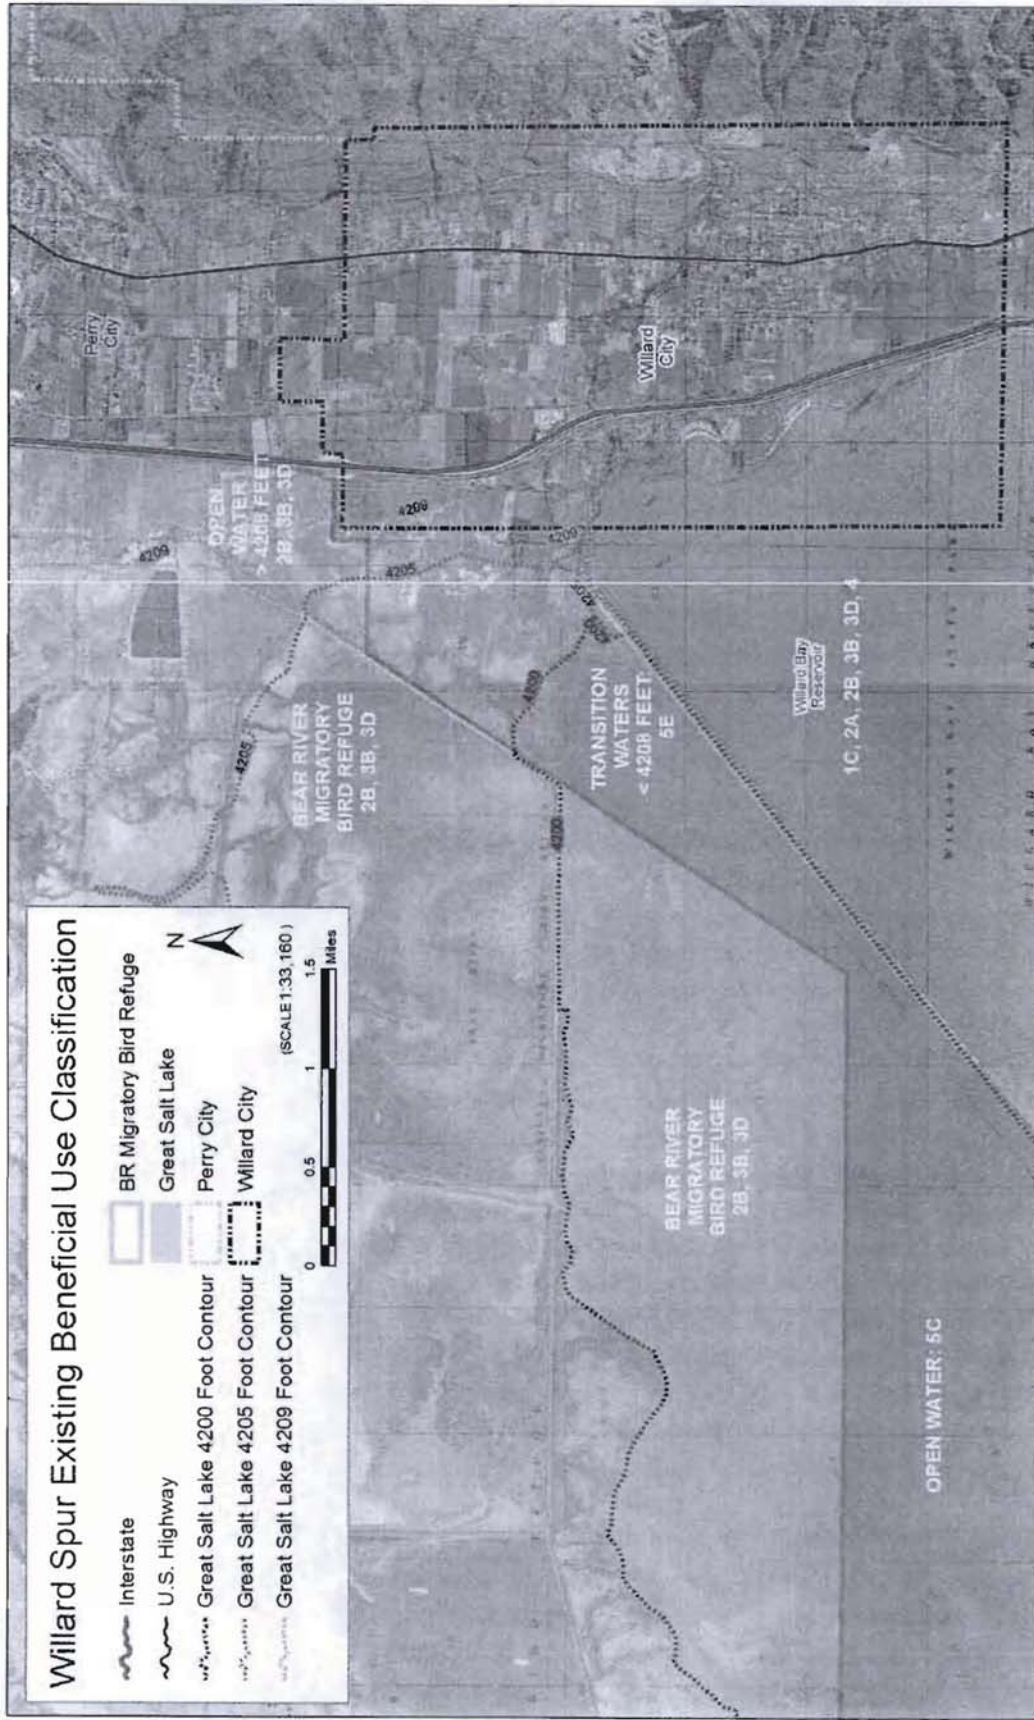 Willard Spur Existing Beneficial Use Classification
Interstate
U.S. Highway
Great Salt Lake 4200 Foot Contour
Great Salt Lake 4205 Foot Contour
Great Salt Lake 4209 Foot Contour
BR Migratory Bird Refuge
Great Salt Lake
Perry City
Willard City
N
(SCALE 1:33,160)
0 0.5 1 1.5
Miles
Perry
City
OPEN
WATER
> 4208 FEET
2B, 3B, 3D
4209
4209
4205
4205
4209
BEAR RIVER
MIGRATORY
BIRD REFUGE
2B, 3B, 3D
4200
4200
TRANSITION
WATERS
< 4208 FEET
5E
Willard
City
Willard Bay
Reservoir
1C, 2A, 2B, 3B, 3D, 4
BEAR RIVER
MIGRATORY
BIRD REFUGE
2B, 3B, 3D
OPEN WATER: 5C